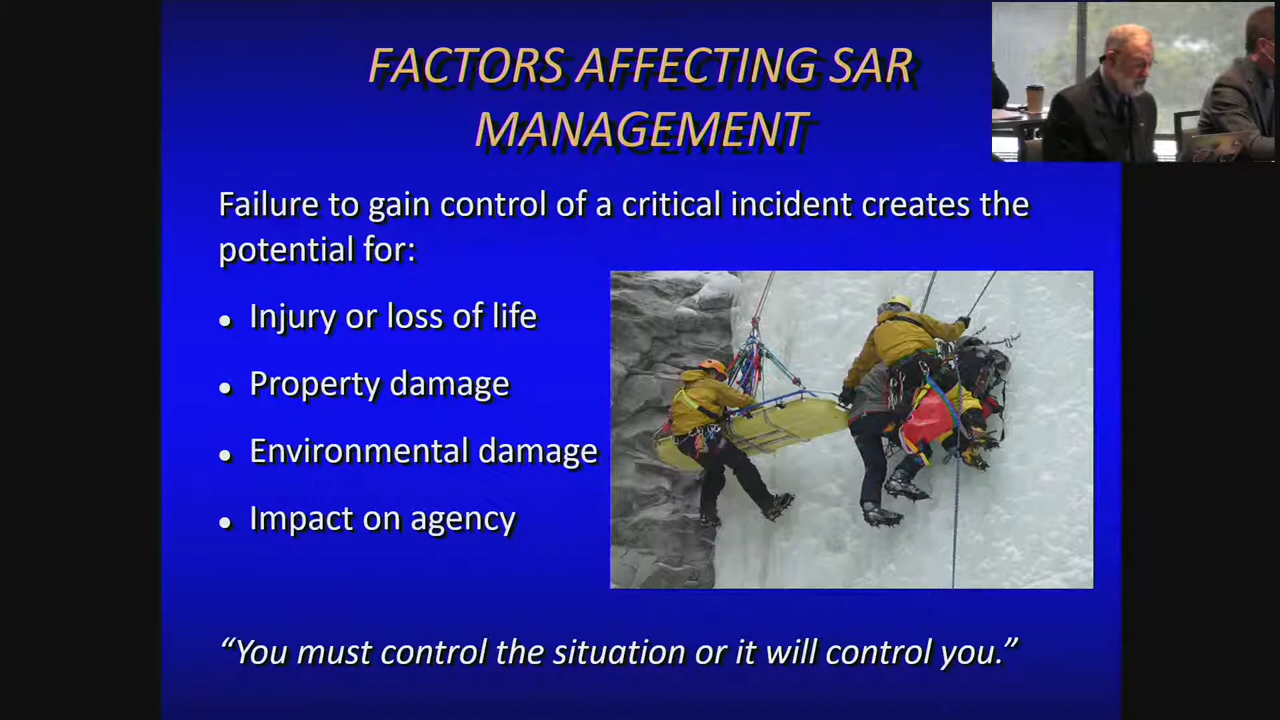 FACTORS AFFECTING SAR
MANAGEMENT
Failure to gain control of a critical incident creates the
potential for:
• Injury or loss of life
• Property damage
• Environmental damage
• Impact on agency
“You must control the situation or it will control you.”